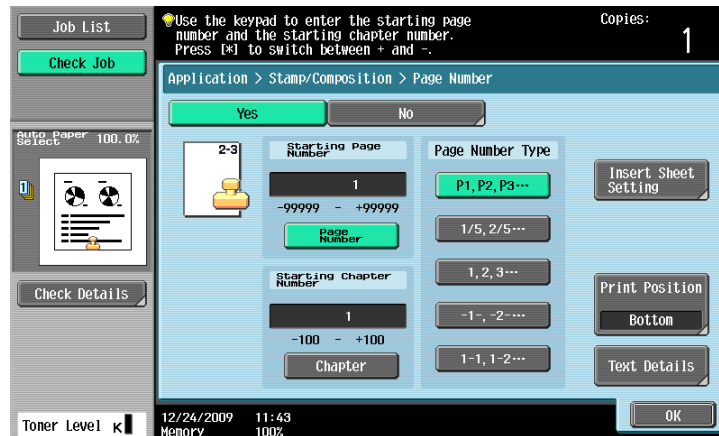 Job List
Check Job
Use the keypad to enter the starting page
number and the starting chapter number.
Press [*] to switch between + and -.
Copies:
1
Application > Stamp/Composition > Page Number
Yes
No
Auto Paper Select 100.0%
1
Check Details
2-3
Starting Page Number
1
-99999 - +99999
Page Number
Starting Chapter Number
1
-100 - +100
Chapter
Page Number Type
P1, P2, P3…
1/5, 2/5…
1, 2, 3…
-1-, -2-…
1-1, 1-2…
Insert Sheet
Setting
Print Position
Bottom
Text Details
Toner Level K
12/24/2009 11:43
Memory 100%
OK